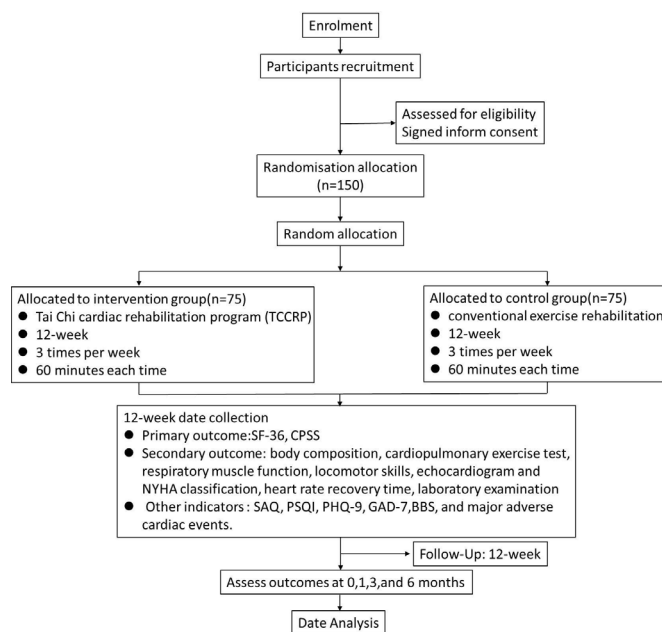 Enrolment
Participants recruitment
Assessed for eligibility
Signed inform consent
Randomisation allocation
(n=150)
Random allocation
Allocated to intervention group(n=75)
● Tai Chi cardiac rehabilitation program (TCCRP)
● 12-week
● 3 times per week
● 60 minutes each time
Allocated to control group(n=75)
● conventional exercise rehabilitation
● 12-week
● 3 times per week
● 60 minutes each time
12-week date collection
● Primary outcome:SF-36, CPSS
● Secondary outcome: body composition, cardiopulmonary exercise test,
respiratory muscle function, locomotor skills, echocardiogram and
NYHA classification, heart rate recovery time, laboratory examination
● Other indicators : SAQ, PSQI, PHQ-9, GAD-7,BBS, and major adverse
cardiac events.
Follow-Up: 12-week
Assess outcomes at 0,1,3,and 6 months
Date Analysis